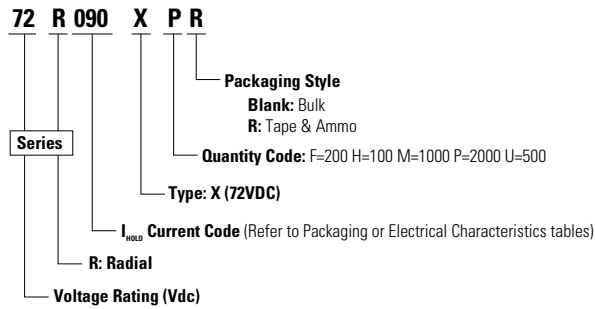 72 R 090 X P R
Packaging Style
Blank: Bulk
R: Tape & Ammo
Series
Quantity Code: F=200 H=100 M=1000 P=2000 U=500
Type: X (72VDC)
IHOLD Current Code (Refer to Packaging or Electrical Characteristics tables)
R: Radial
Voltage Rating (Vdc)